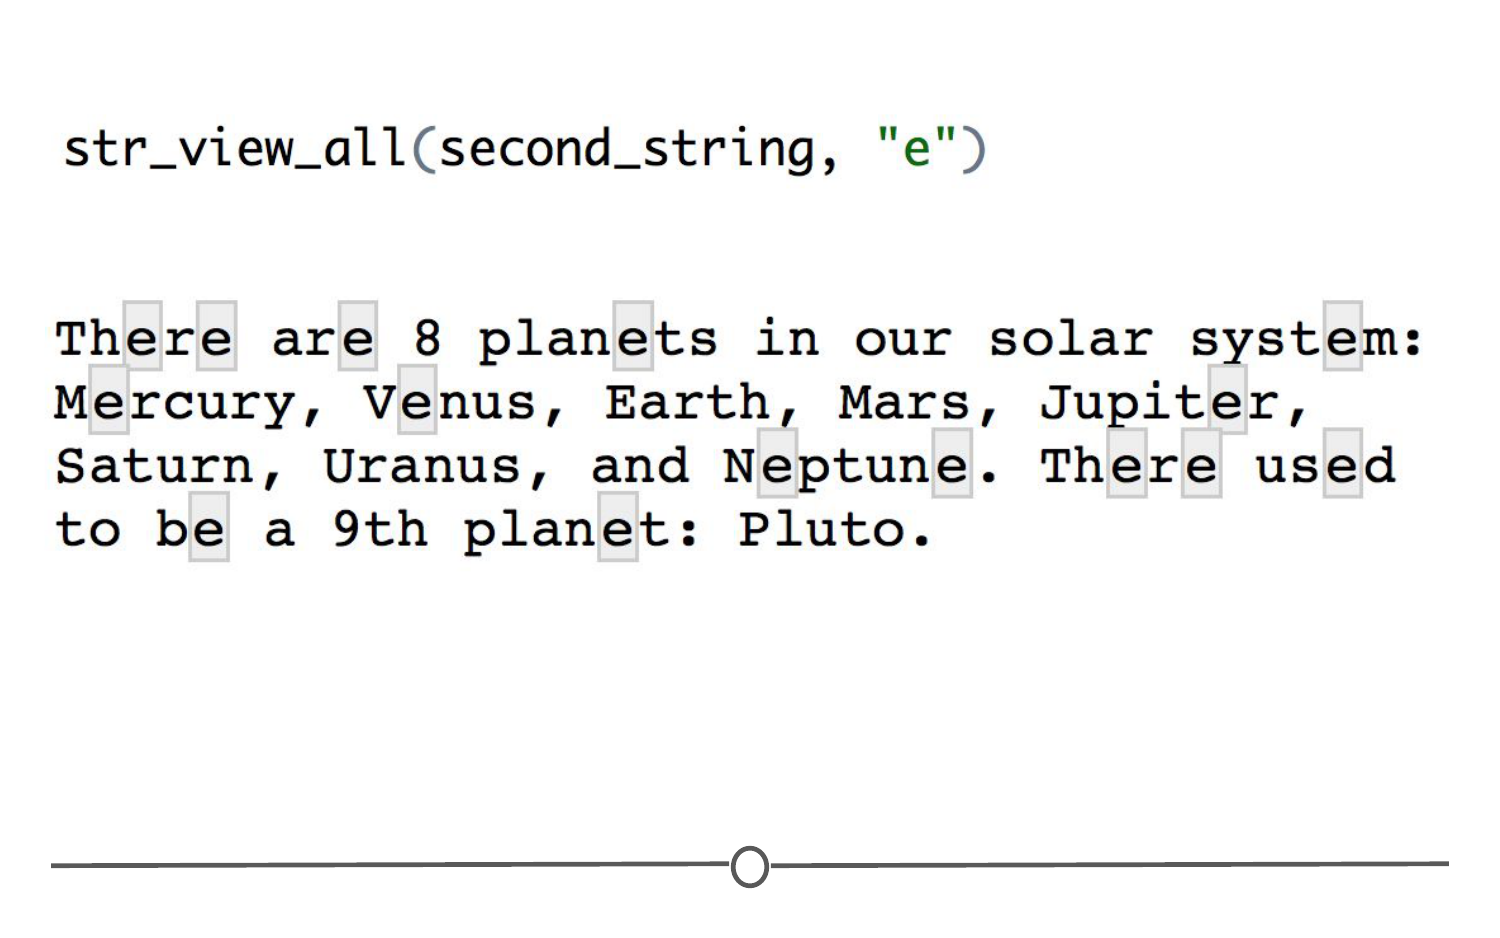 str_view_all(second_string, "e")
There are 8 planets in our solar system:
Mercury, Venus, Earth, Mars, Jupiter,
Saturn, Uranus, and Neptune. There used
to be a 9th planet: Pluto.